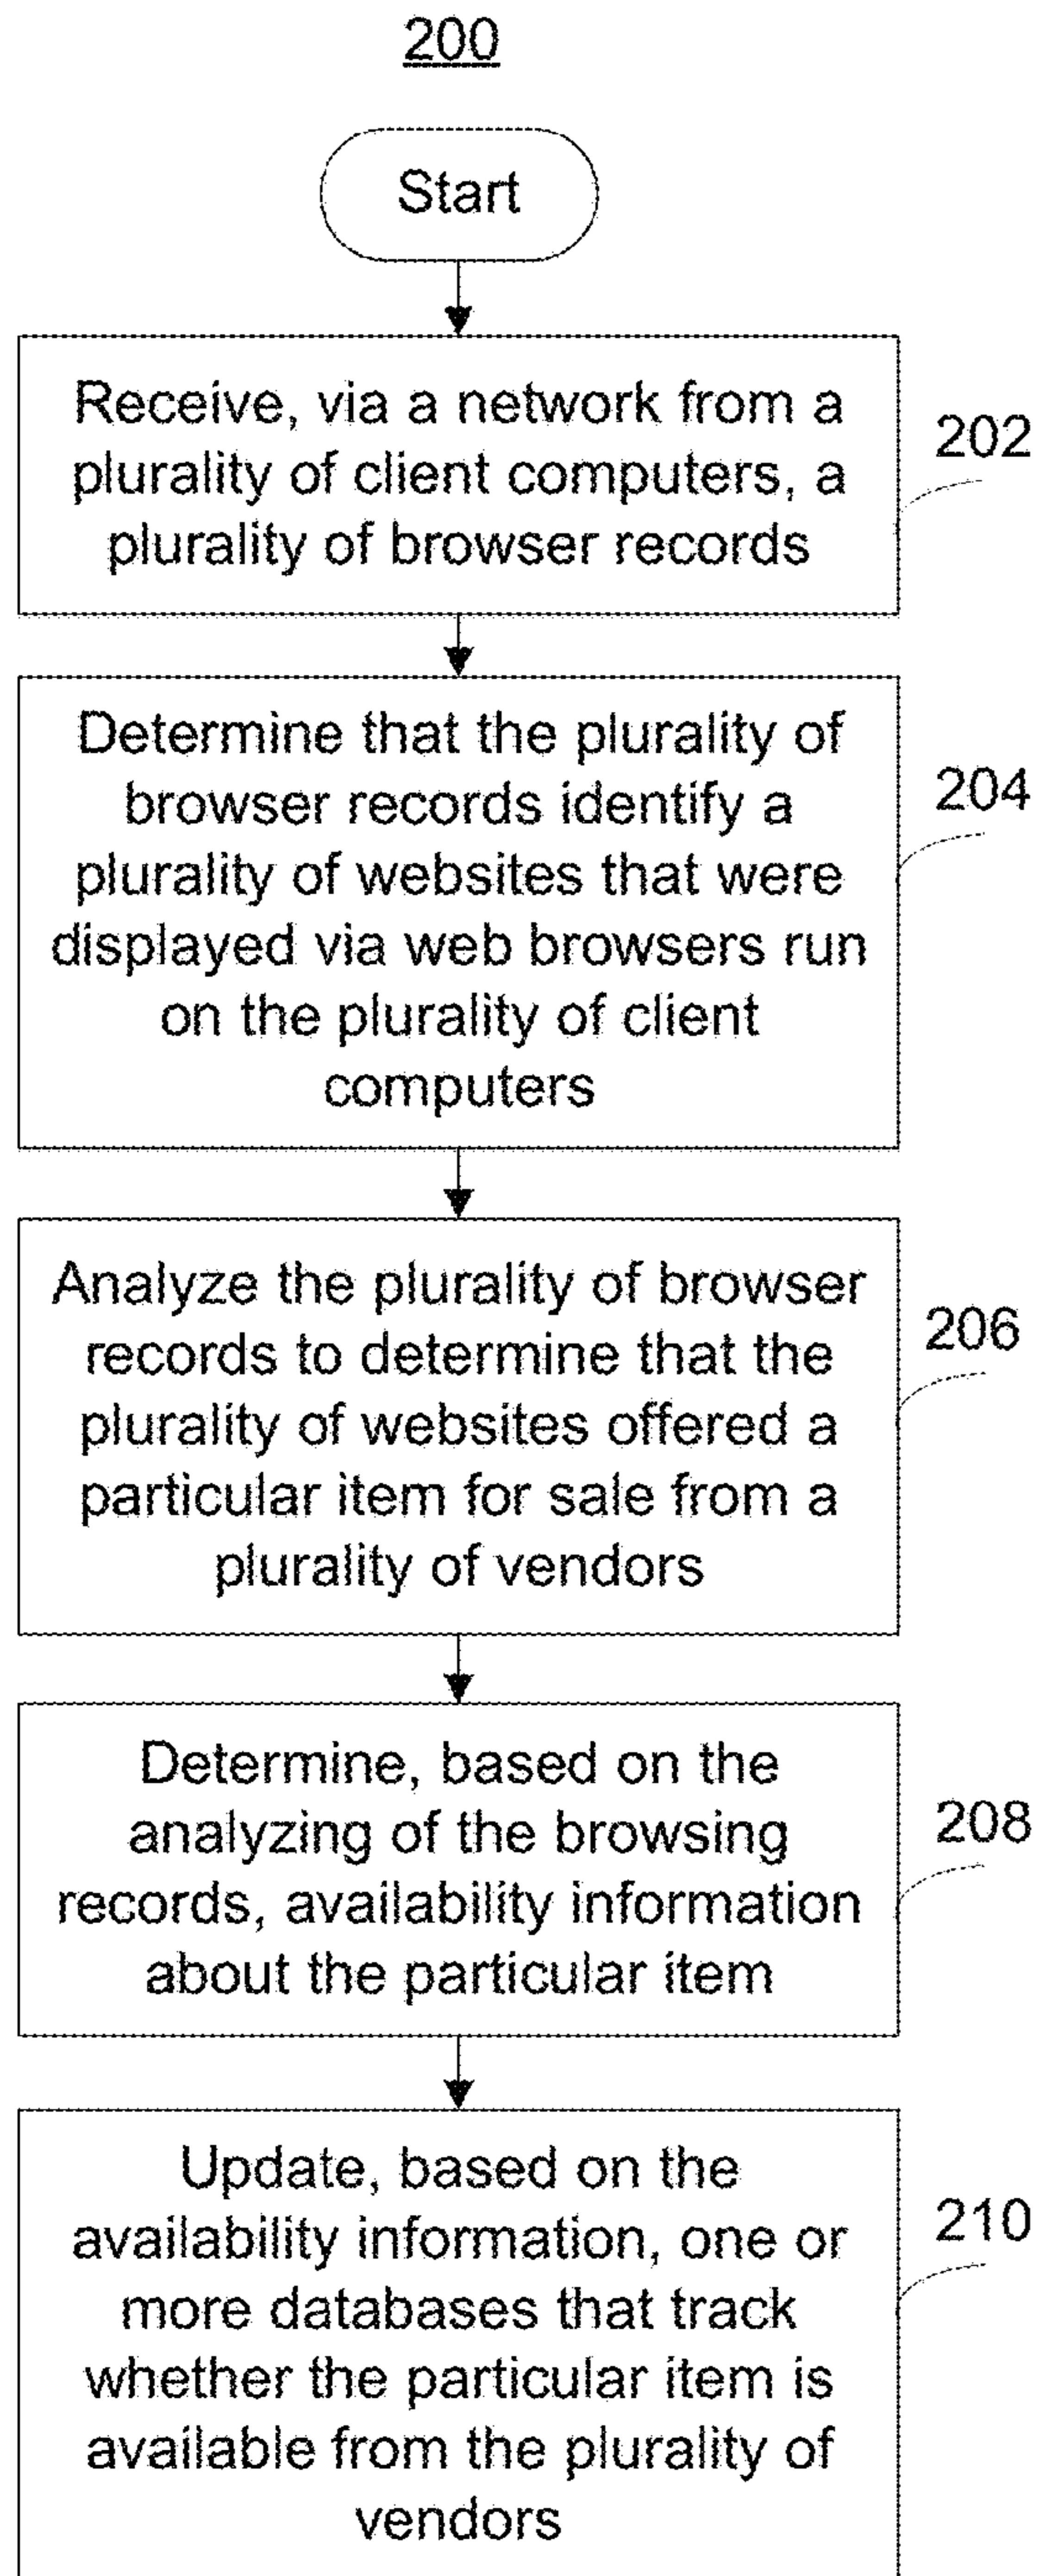 200
Start
Receive, via a network from a
plurality of client computers, a
plurality of browser records
202
Determine that the plurality of
browser records identify a
plurality of websites that were
displayed via web browsers run
on the plurality of client
computers
204
Analyze the plurality of browser
records to determine that the
plurality of websites offered a
particular item for sale from a
plurality of vendors
206
Determine, based on the
analyzing of the browsing
records, availability information
about the particular item
208
Update, based on the
availability information, one or
more databases that track
whether the particular item is
available from the plurality of
vendors
210